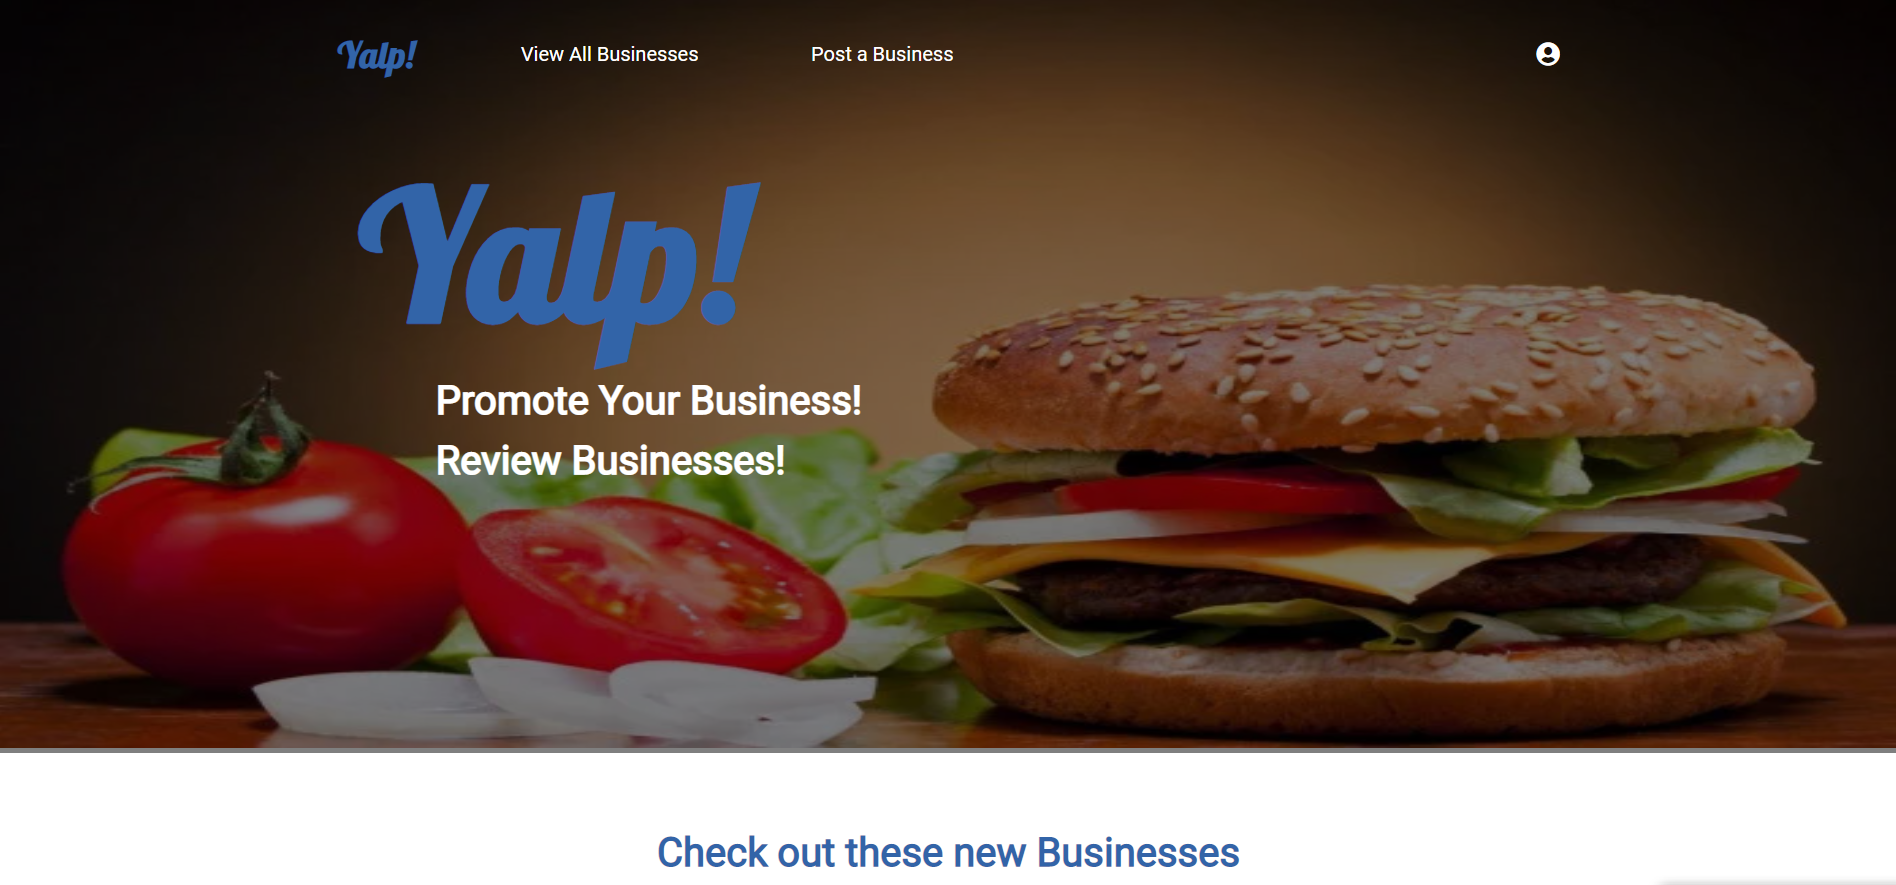 Yalp!
View All Businesses
Post a Business
Yalp!
Promote Your Business!
Review Businesses!
Check out these new Businesses